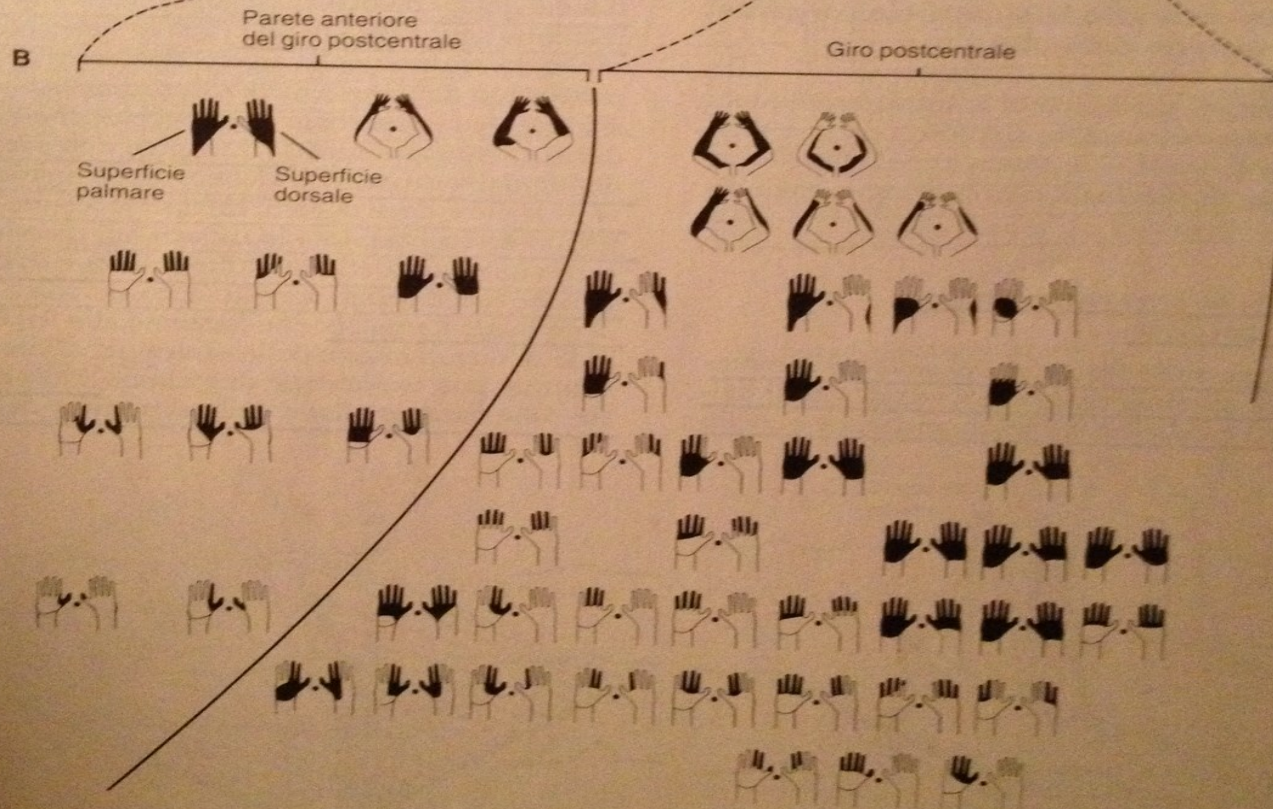 B
Parete anteriore
del giro postcentrale
Giro postcentrale
Superficie
palmare
Superficie
dorsale